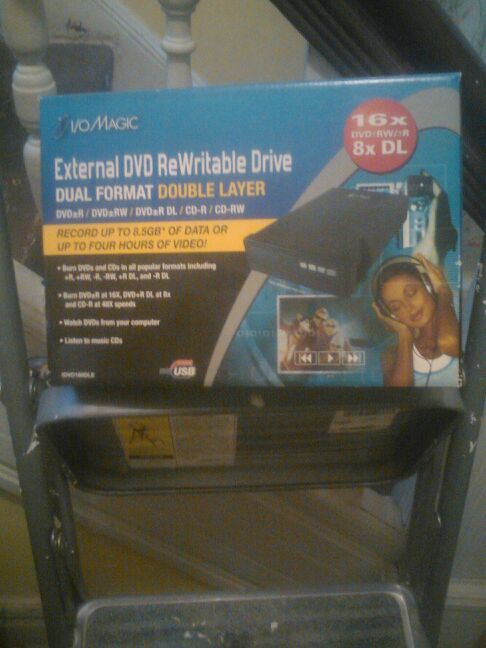 I/OMAGIC
External DVD ReWritable Drive
DUAL FORMAT DOUBLE LAYER
DVD±R / DVD±RW / DVD±R DL / CD-R / CD-RW
RECORD UP TO 8.5GB* OF DATA OR
UP TO FOUR HOURS OF VIDEO!
• Burn DVDs and CDs in all popular formats including
+R, +RW, -R, -RW, +R DL, and -R DL
• Burn DVD±R at 16X, DVD+R DL at 8x
and CD-R at 48X speeds
• Watch DVDs from your computer
• Listen to music CDs
USB
16x
DVD±RW/±R
8x DL